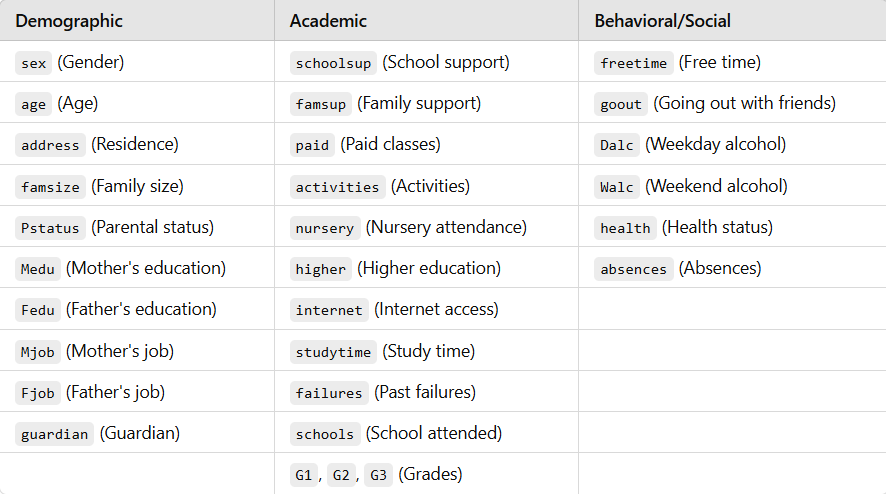 Demographic Academic Behavioral/Social
sex (Gender) schoolsup (School support) freetime (Free time)
age (Age) famsup (Family support) goout (Going out with friends)
address (Residence) paid (Paid classes) Dalc (Weekday alcohol)
famsize (Family size) activities (Activities) Walc (Weekend alcohol)
Pstatus (Parental status) nursery (Nursery attendance) health (Health status)
Medu (Mother's education) higher (Higher education) absences (Absences)
Fedu (Father's education) internet (Internet access)
Mjob (Mother's job) studytime (Study time)
Fjob (Father's job) failures (Past failures)
guardian (Guardian) schools (School attended)
G1, G2, G3 (Grades)